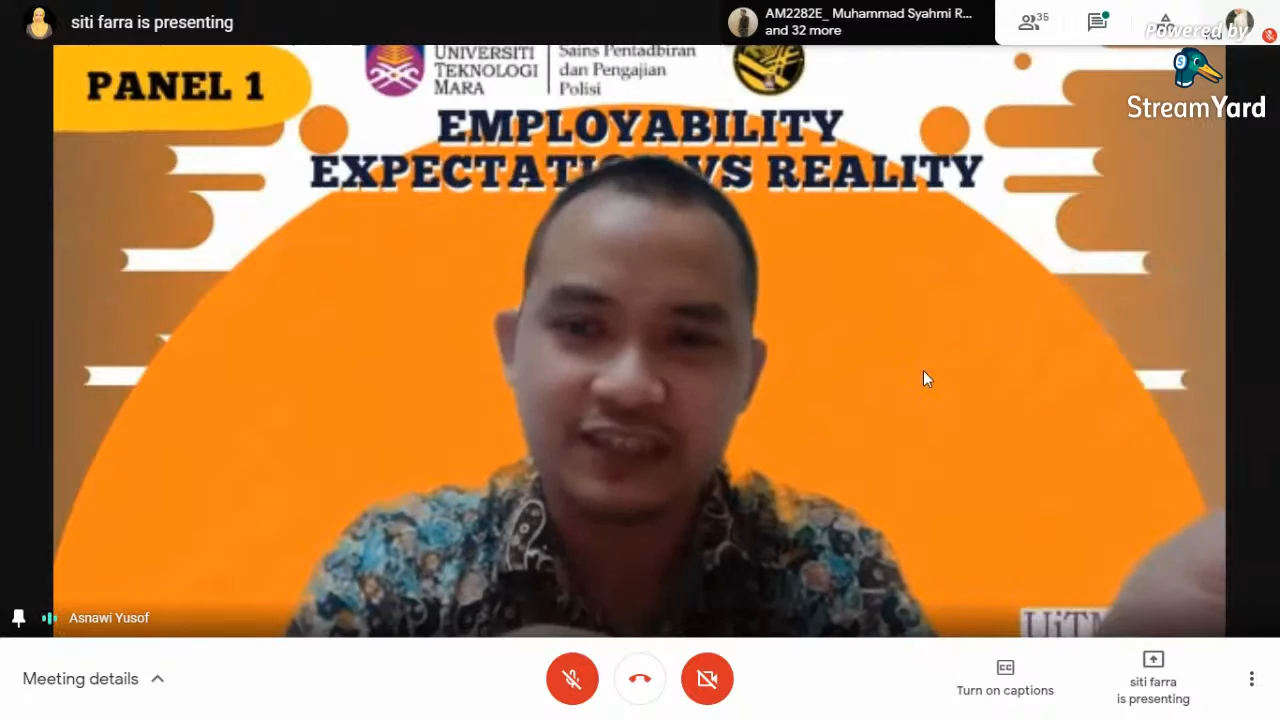 siti farra is presenting
AM2282E_ Muhammad Syahmi R...
and 32 more
35
Powered by
StreamYard
PANEL 1
UNIVERSITI
TEKNOLOGI
MARA
Sains Pentadbiran
dan Pengajian
Polisi
EMPLOYABILITY
VS REALITY
Asnawi Yusof
Meeting details
CC
Turn on captions
siti farra
is presenting